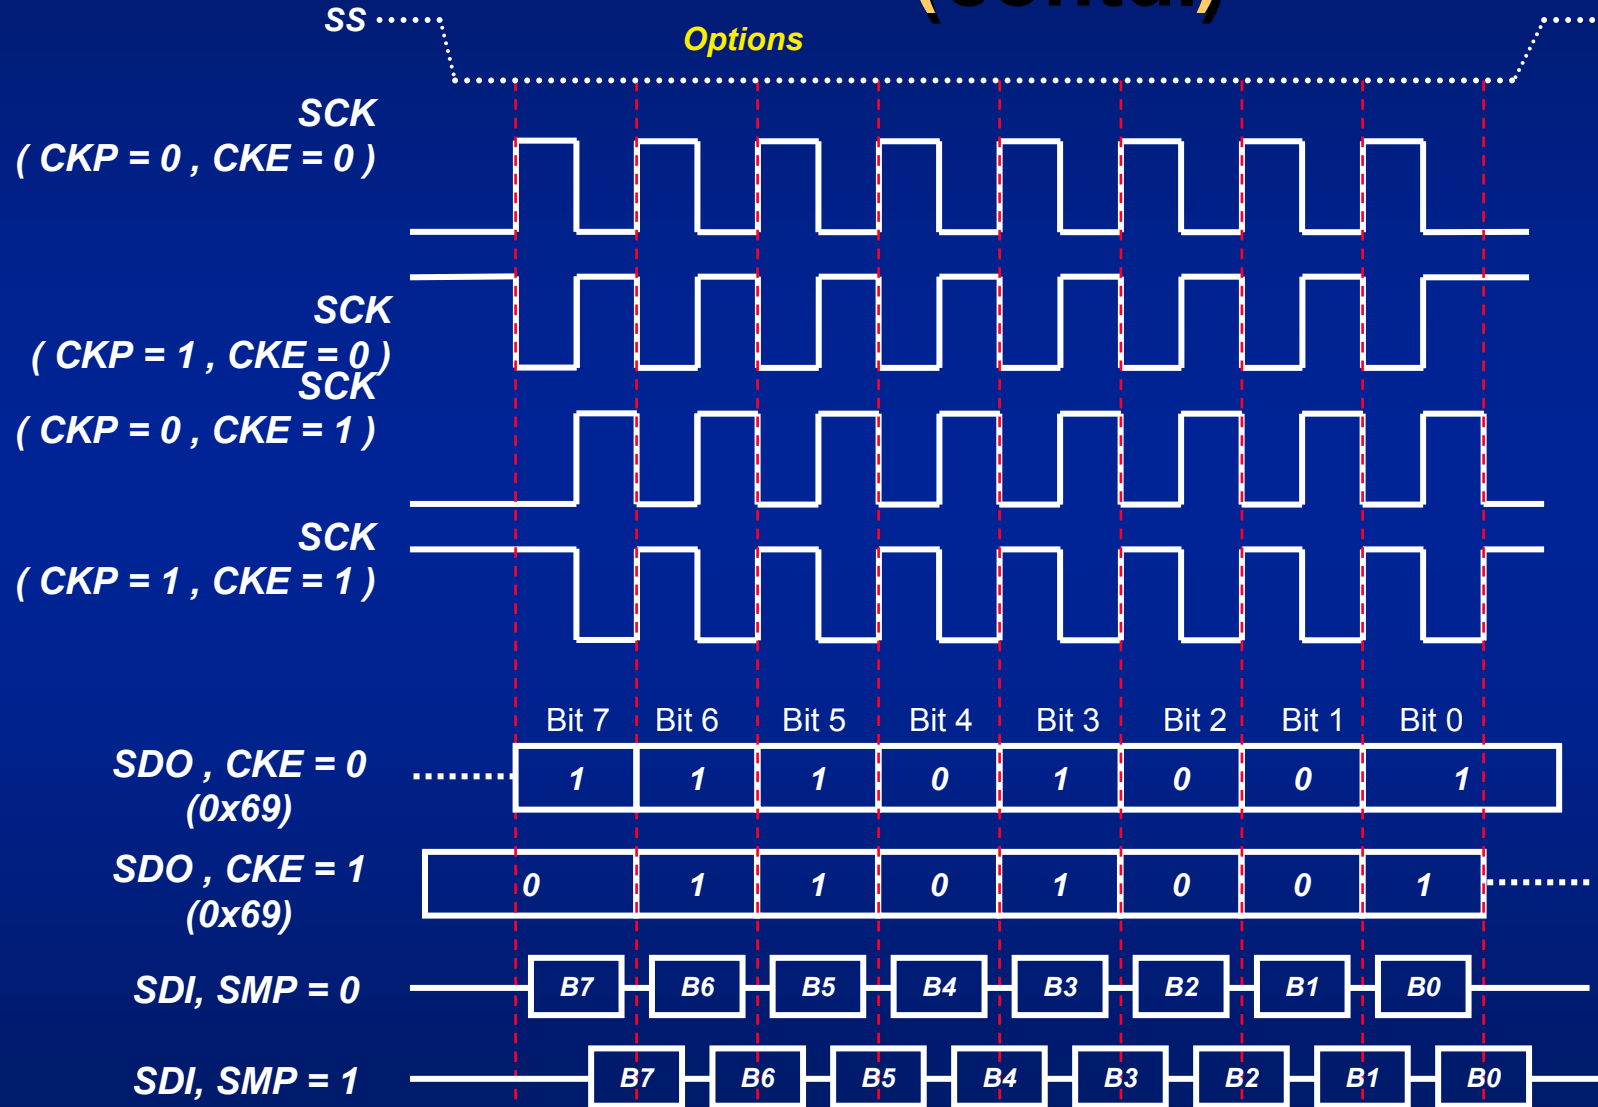 (contd.)
SS
Options
SCK
( CKP = 0 , CKE = 0 )
SCK
( CKP = 1 , CKE = 0 )
SCK
( CKP = 0 , CKE = 1 )
SCK
( CKP = 1 , CKE = 1 )
Bit 7 Bit 6 Bit 5 Bit 4 Bit 3 Bit 2 Bit 1 Bit 0
SDO , CKE = 0
(0x69)
1 1 1 0 1 0 0 1
SDO , CKE = 1
(0x69)
0 1 1 0 1 0 0 1
SDI, SMP = 0
B7 B6 B5 B4 B3 B2 B1 B0
SDI, SMP = 1
B7 B6 B5 B4 B3 B2 B1 B0